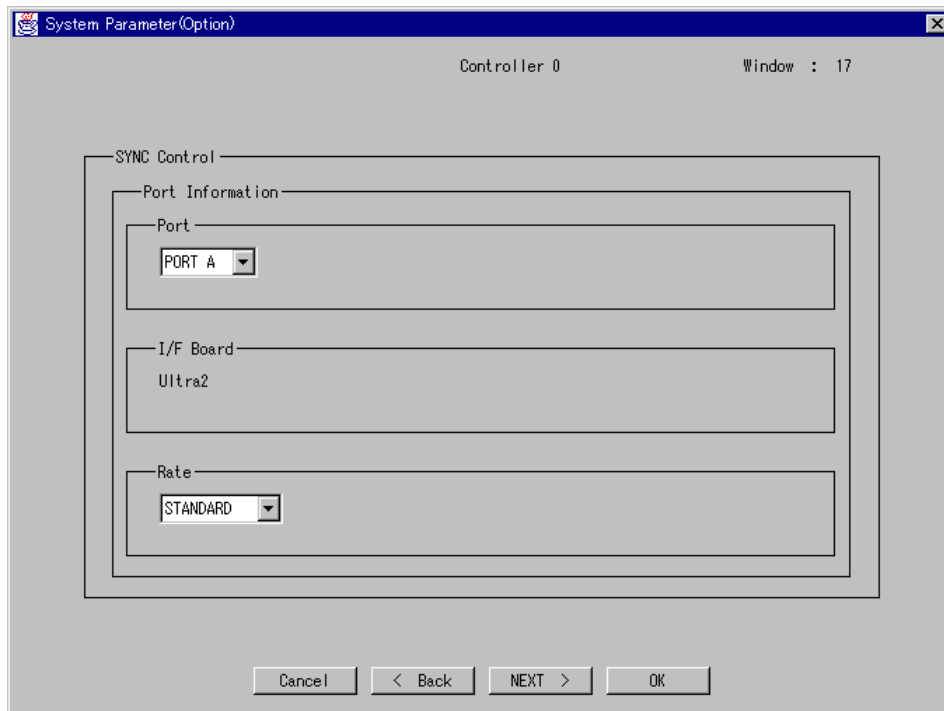 System Parameter(Option)
Controller 0 Window : 17
SYNC Control
Port Information
Port
PORT A
I/F Board
Ultra2
Rate
STANDARD
Cancel < Back NEXT > OK